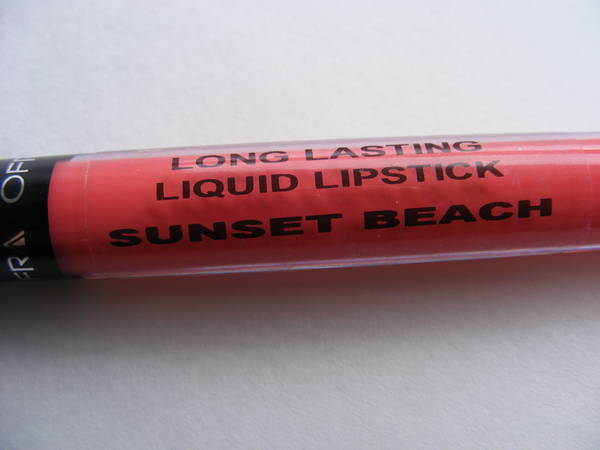 LONG LASTING
LIQUID LIPSTICK
SUNSET BEACH